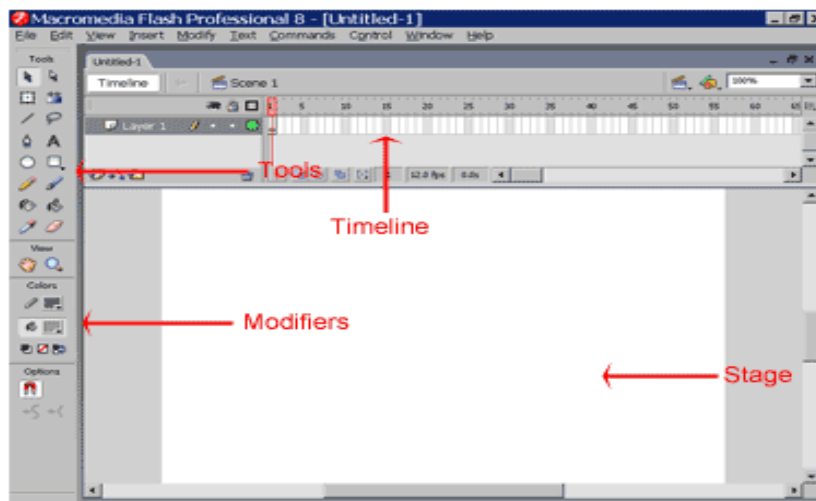 Macromedia Flash Professional 8 - [Untitled-1]
File Edit View Insert Modify Text Commands Control Window Help
Tools
Untitled-1
Timeline Scene 1 100%
1 5 10 15 20 25 30 35 40 45 50 55 60 65
Layer 1
A
Tools
12.0 fps 0.0s
Timeline
View
Colors
Modifiers
Options
Stage